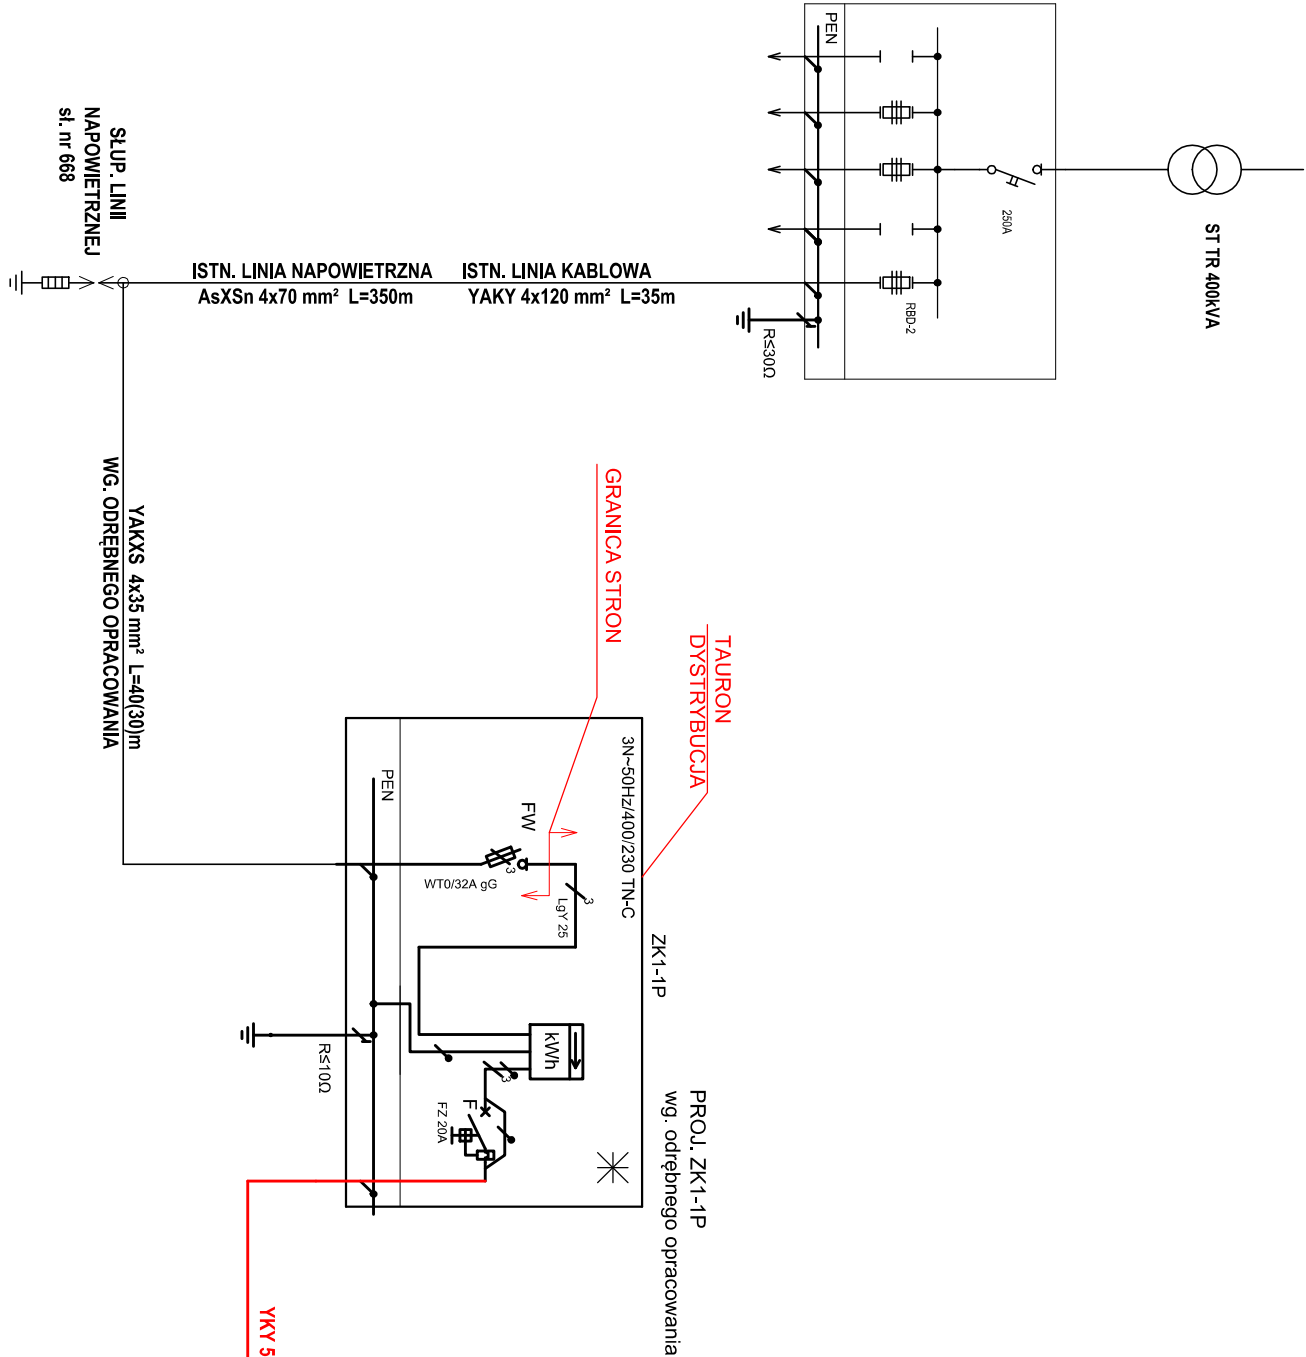 PEN
250A
RBD-2
R≤30Ω
ST TR 400kVA
SŁUP. LINII
NAPOWIETRZNEJ
sł. nr 668
ISTN. LINIA NAPOWIETRZNA
AsXSn 4x70 mm² L=350m
ISTN. LINIA KABLOWA
YAKY 4x120 mm² L=35m
YAKXS 4x35 mm² L=40(30)m
WG. ODRĘBNEGO OPRACOWANIA
GRANICA STRON
TAURON
DYSTRYBUCJA
3N~50Hz/400/230 TN-C
PEN
FW
3
WT0/32A gG
3
LgY 25
ZK1-1P
kWh
3
F
FZ 20A
R≤10Ω
PROJ. ZK1-1P
wg. odrębnego opracowania
YKY 5